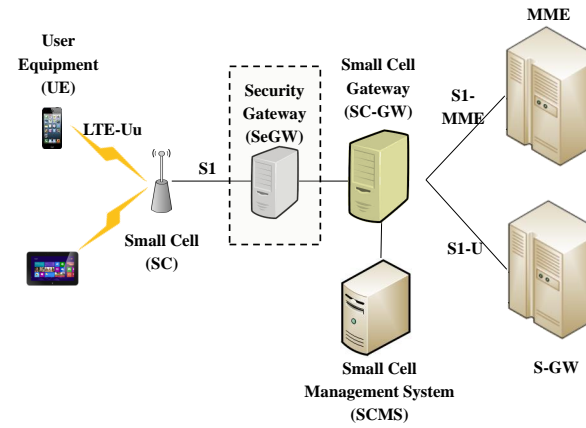 MME
User
Equipment
(UE)
LTE-Uu
Small Cell
(SC)
S1
Security
Gateway
(SeGW)
Small Cell
Gateway
(SC-GW)
S1-
MME
S1-U
S-GW
Small Cell
Management System
(SCMS)